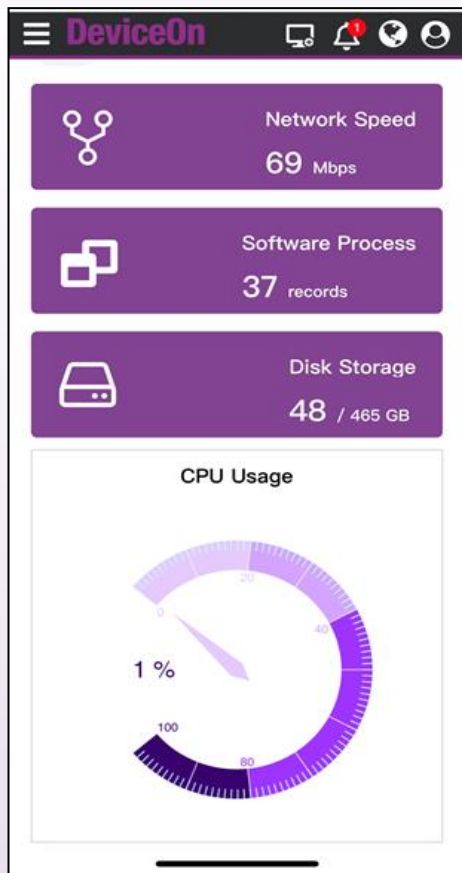 DeviceOn
1
Network Speed
69 Mbps
Software Process
37 records
Disk Storage
48 / 465 GB
CPU Usage
0
20
40
1 %
100
80